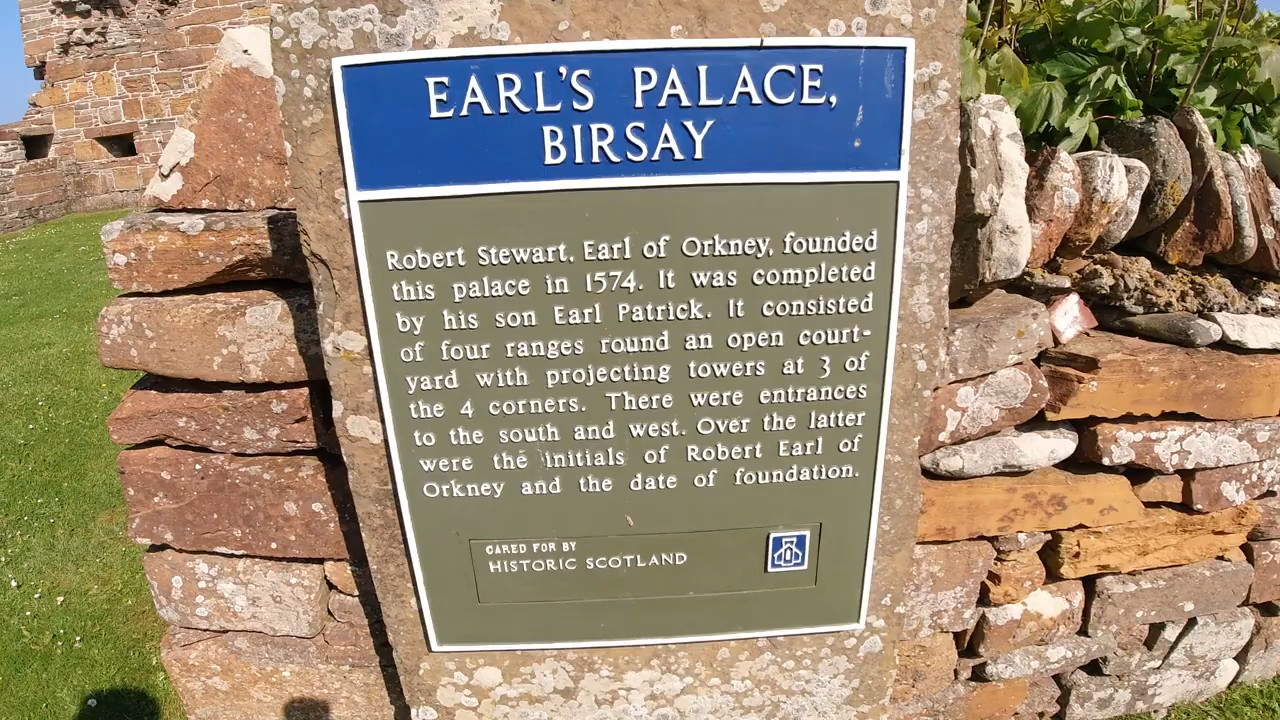 EARL'S PALACE,
BIRSAY
Robert Stewart, Earl of Orkney, founded
this palace in 1574. It was completed
by his son Earl Patrick. It consisted
of four ranges round an open court-
yard with projecting towers at 3 of
the 4 corners. There were entrances
to the south and west. Over the latter
were the initials of Robert Earl of
Orkney and the date of foundation.
CARED FOR BY
HISTORIC SCOTLAND